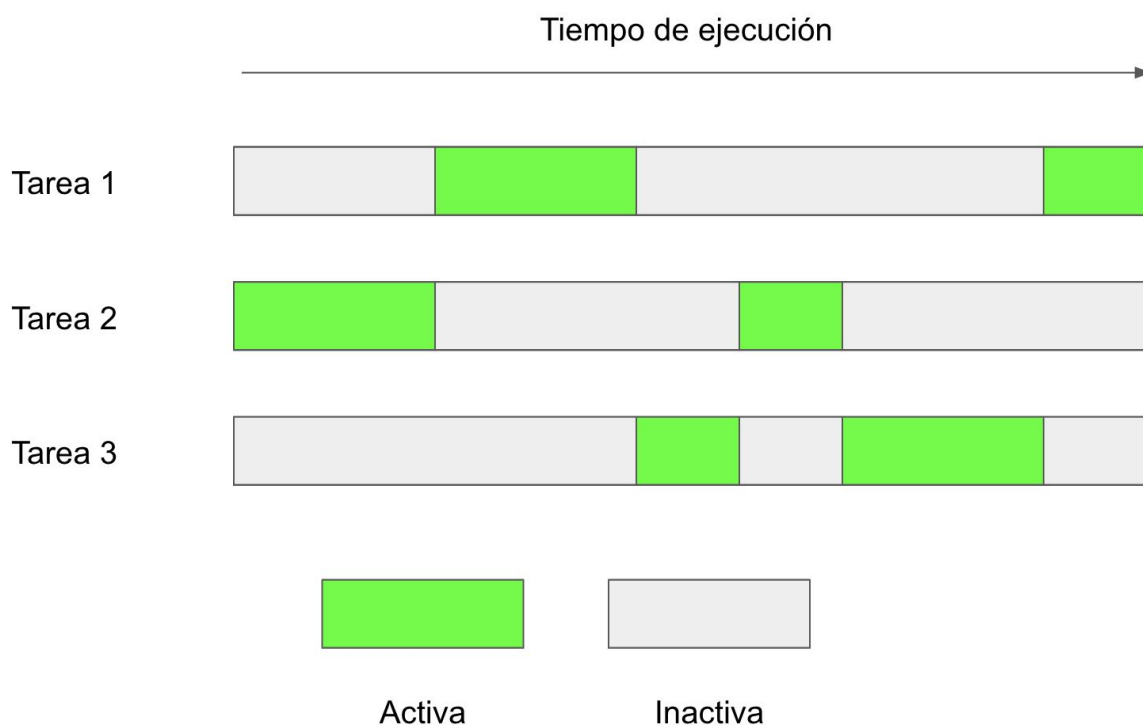 Tiempo de ejecución
Tarea 1
Tarea 2
Tarea 3
Activa
Inactiva